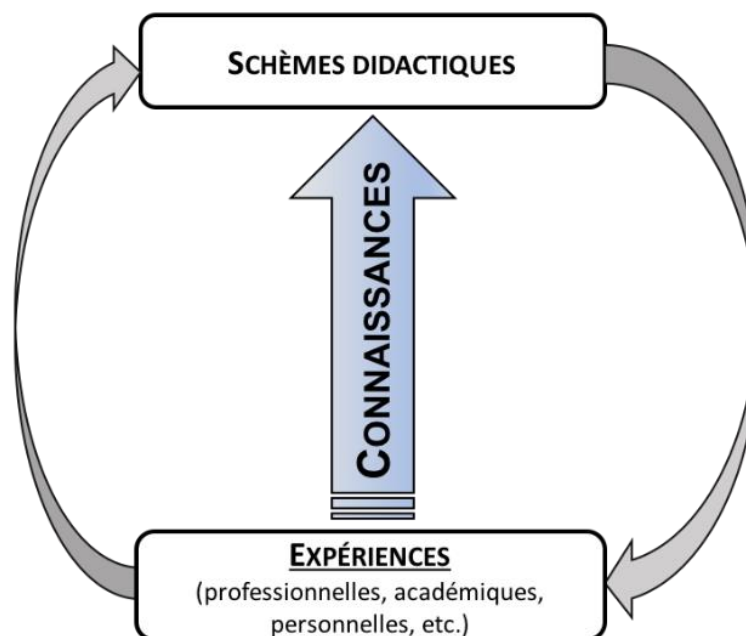 SCHÈMES DIDACTIQUES
CONNAISSANCES
EXPÉRIENCES
(professionnelles, académiques,
personnelles, etc.)